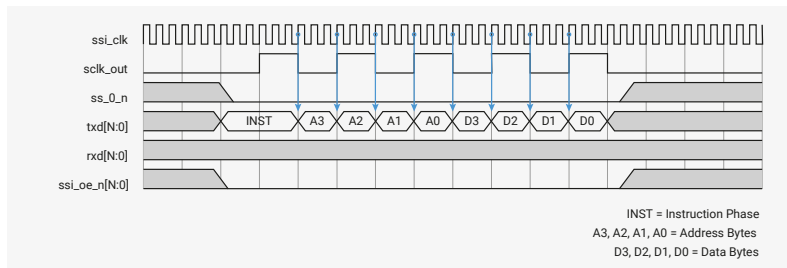 ssi_clk
sclk_out
ss_0_n
txd[N:0] INST A3 A2 A1 A0 D3 D2 D1 D0
rxd[N:0]
ssi_oe_n[N:0]
INST = Instruction Phase
A3, A2, A1, A0 = Address Bytes
D3, D2, D1, D0 = Data Bytes